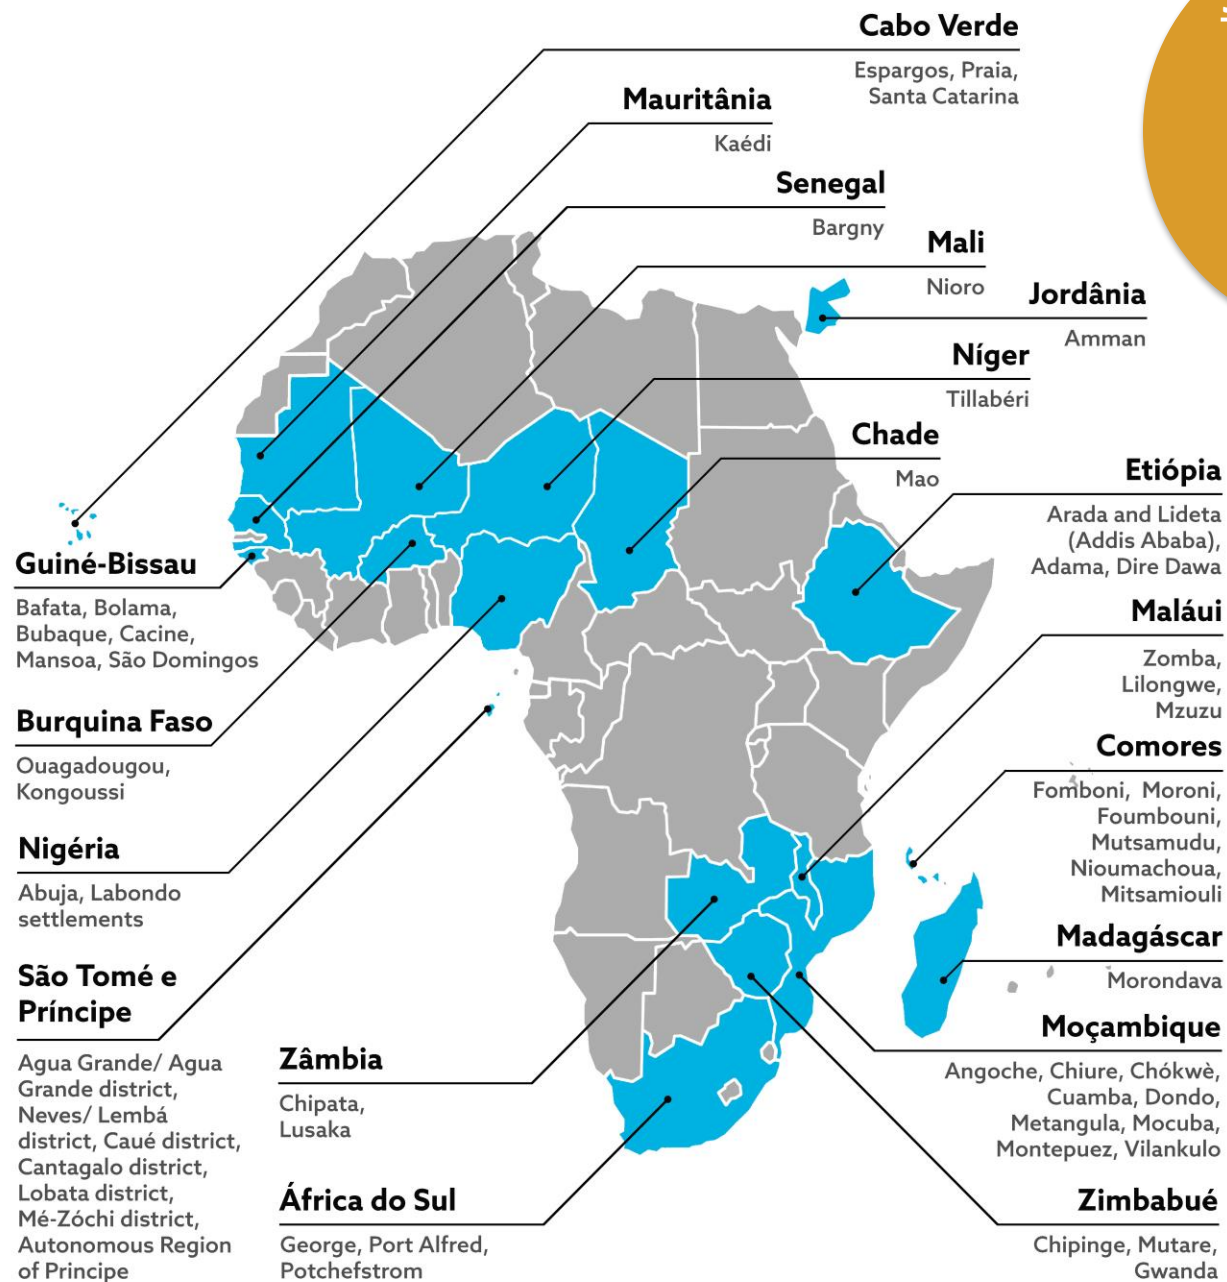 Cabo Verde
Espargos, Praia,
Santa Catarina
Mauritânia
Kaédi
Senegal
Bargny
Mali
Nioro
Jordânia
Amman
Níger
Tillabéri
Chade
Mao
Etiópia
Arada and Lideta
(Addis Ababa),
Adama, Dire Dawa
Guiné-Bissau
Bafata, Bolama,
Bubaque, Cacine,
Mansoa, São Domingos
Maláui
Zomba,
Lilongwe,
Mzuzu
Burquina Faso
Ouagadougou,
Kongoussi
Comores
Fomboni, Moroni,
Foumbouni,
Mutsamudu,
Nioumachoua,
Mitsamiouli
Nigéria
Abuja, Labondo
settlements
Madagáscar
Morondava
São Tomé e
Príncipe
Agua Grande/ Agua
Grande district,
Neves/ Lembá
district, Caué district,
Cantagalo district,
Lobata district,
Mé-Zóchi district,
Autonomous Region
of Principe
Zâmbia
Chipata,
Lusaka
Moçambique
Angoche, Chiure, Chókwè,
Cuamba, Dondo,
Metangula, Mocuba,
Montepuez, Vilankulo
África do Sul
George, Port Alfred,
Potchefstrom
Zimbabué
Chipinge, Mutare,
Gwanda